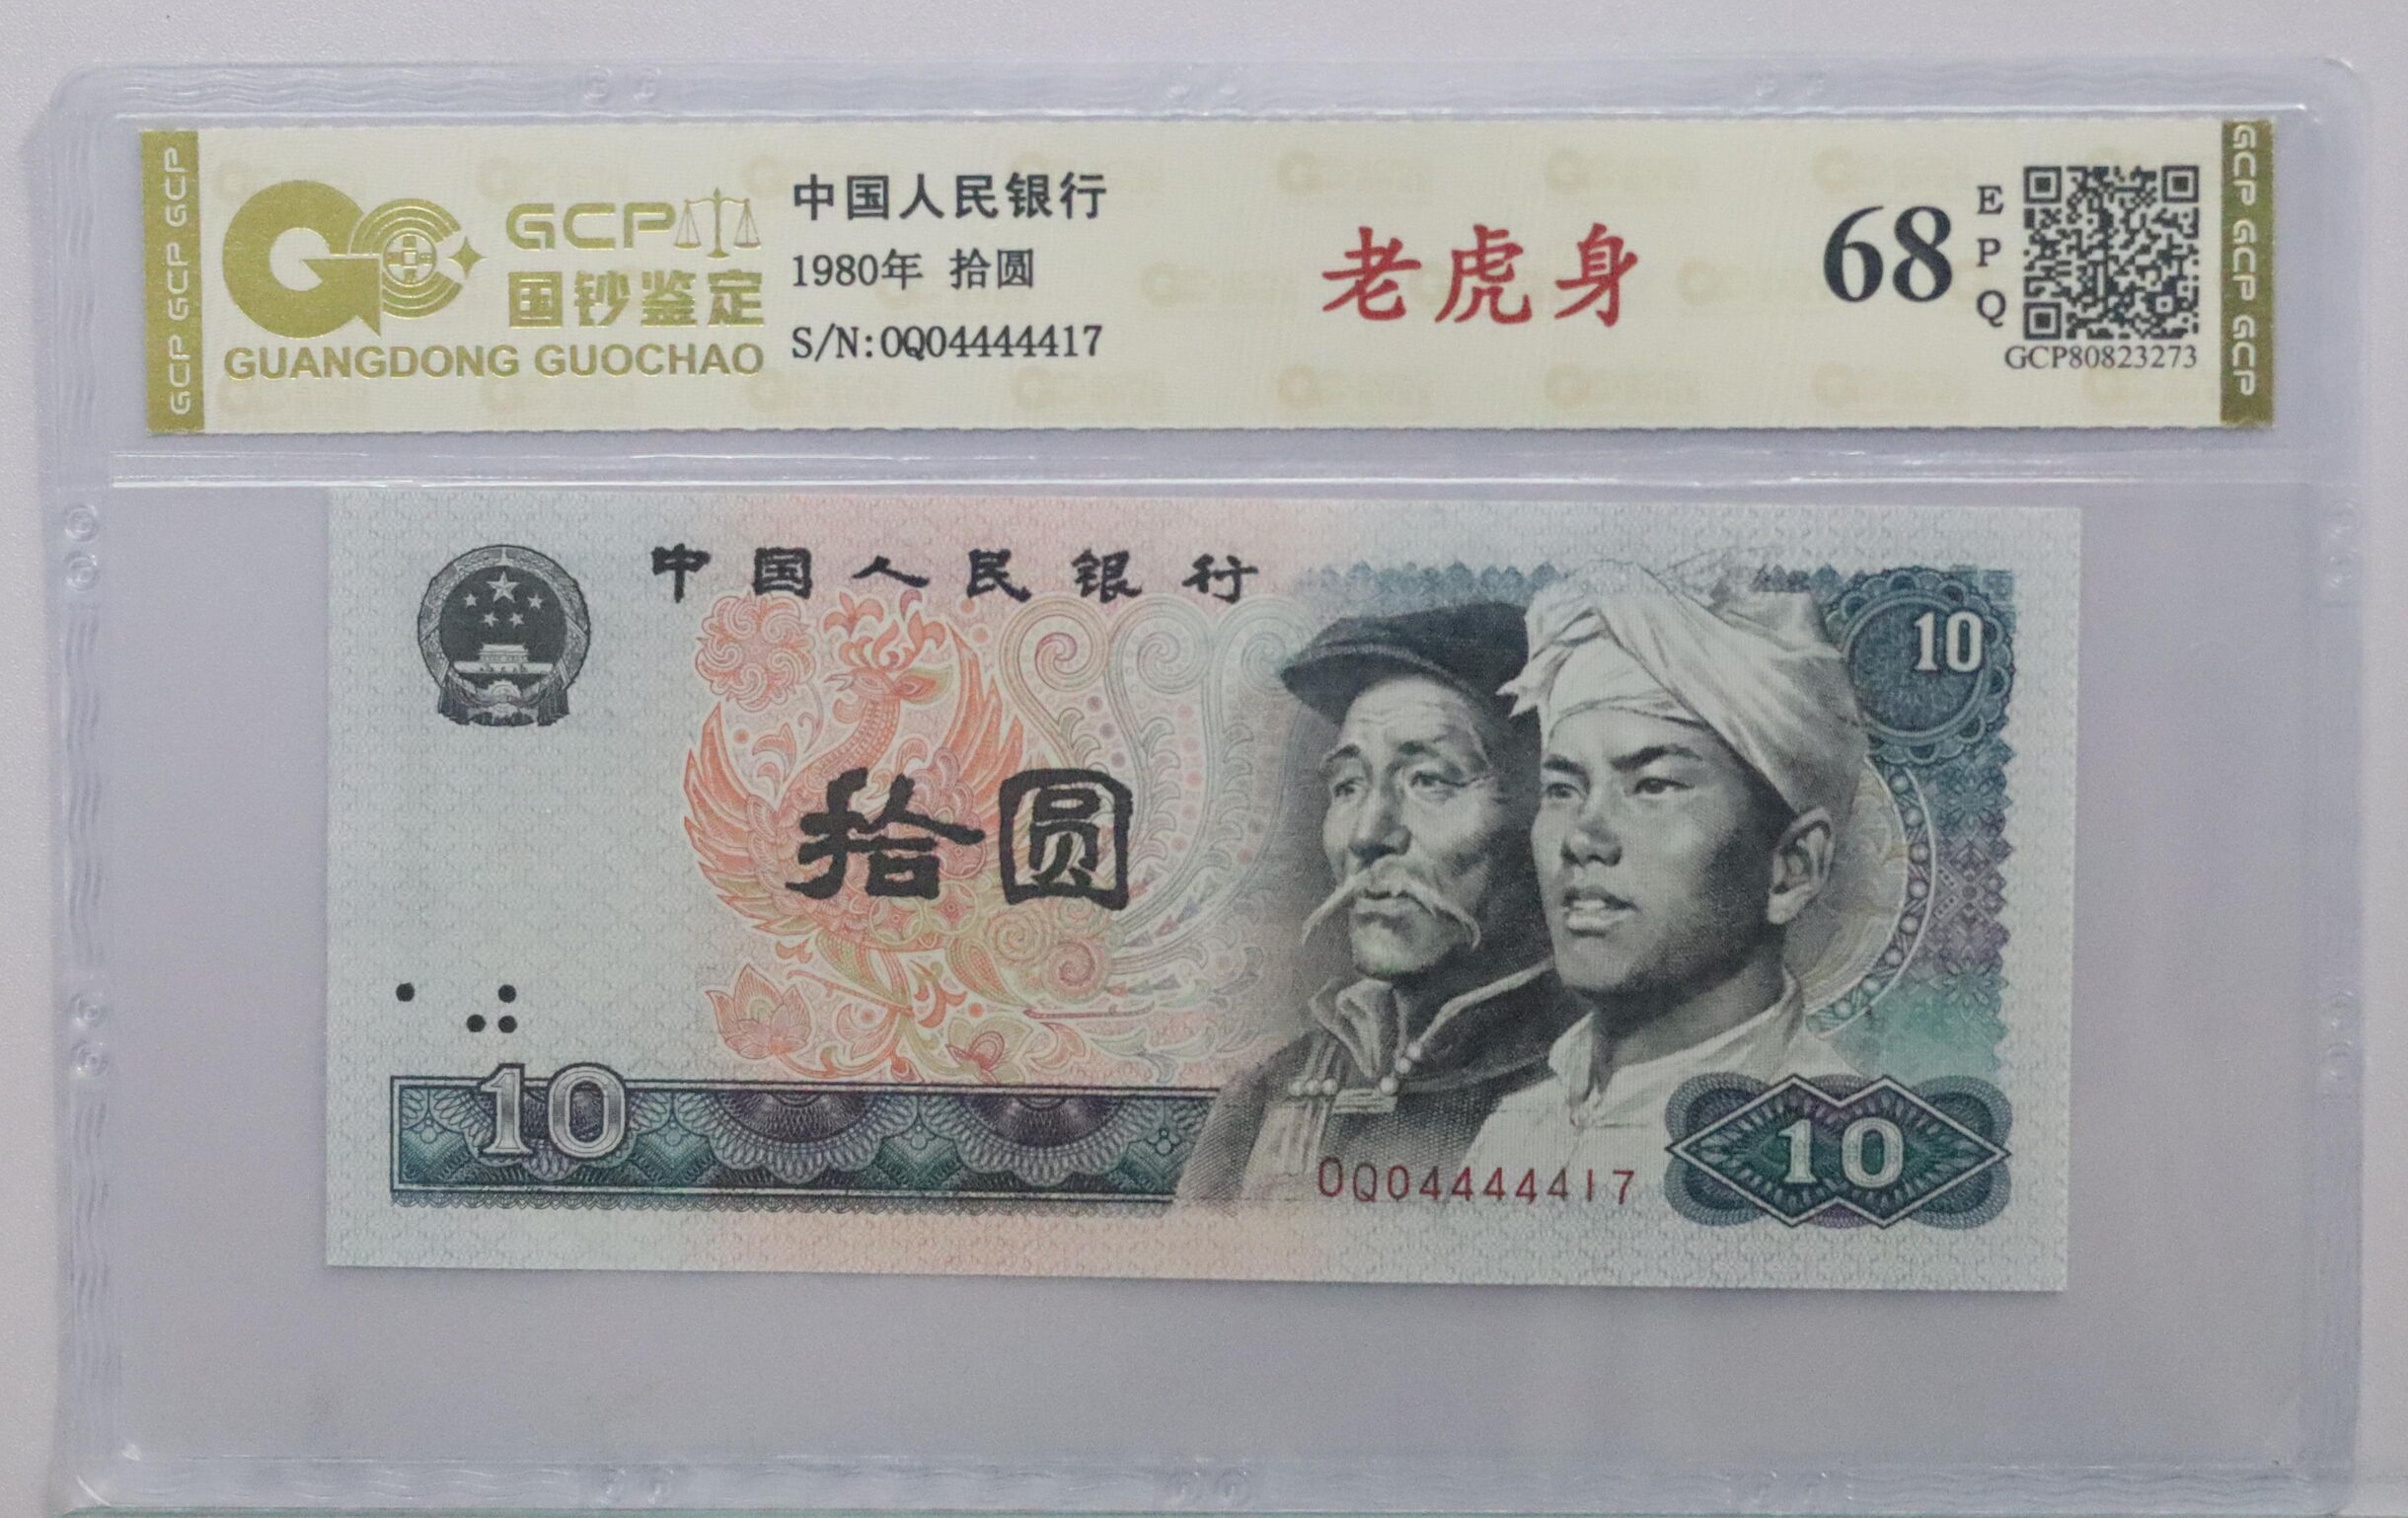 GCP GCP GCP
GCP
国钞鉴定
GUANGDONG GUOCHAO
中国人民银行
1980年 拾圆
S/N:0Q04444417
老虎身
68
E
P
Q
GCP80823273
GCP GCP GCP
中国人民银行
10
拾圆
10
0Q04444417
10